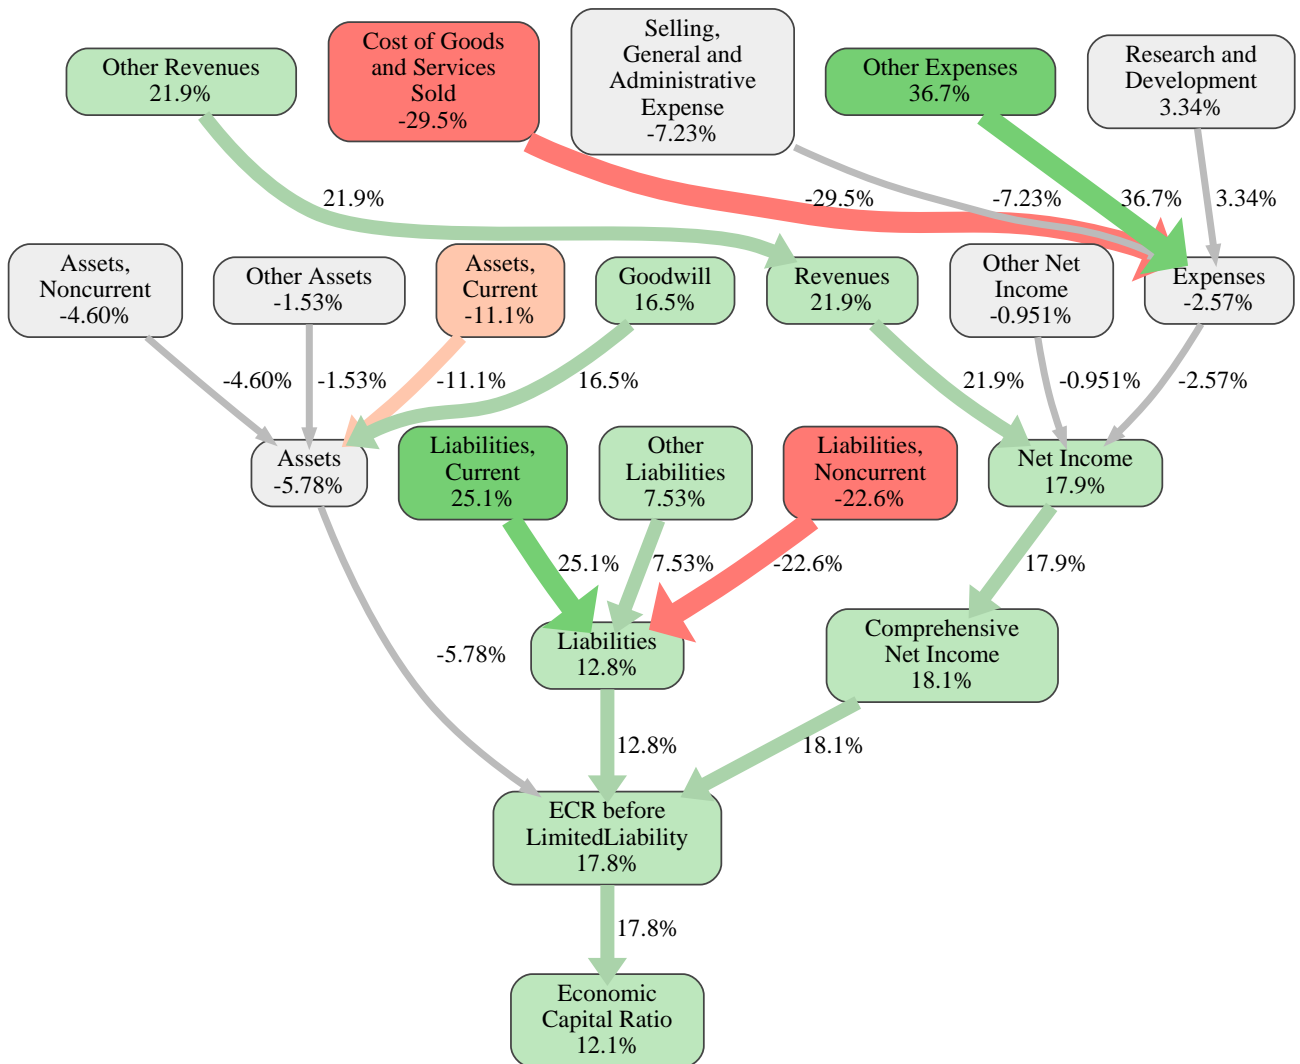 Other Revenues
21.9%
Cost of Goods
and Services
Sold
-29.5%
Selling,
General and
Administrative
Expense
-7.23%
Other Expenses
36.7%
Research and
Development
3.34%
21.9%
-29.5%
-7.23%
36.7%
3.34%
Assets,
Noncurrent
-4.60%
Other Assets
-1.53%
Assets,
Current
-11.1%
Goodwill
16.5%
Revenues
21.9%
Other Net
Income
-0.951%
Expenses
-2.57%
-4.60%
-1.53%
-11.1%
16.5%
21.9%
-0.951%
-2.57%
Assets
-5.78%
Liabilities,
Current
25.1%
Other
Liabilities
7.53%
Liabilities,
Noncurrent
-22.6%
Net Income
17.9%
25.1%
7.53%
-22.6%
17.9%
-5.78%
Liabilities
12.8%
Comprehensive
Net Income
18.1%
12.8%
18.1%
ECR before
LimitedLiability
17.8%
17.8%
Economic
Capital Ratio
12.1%